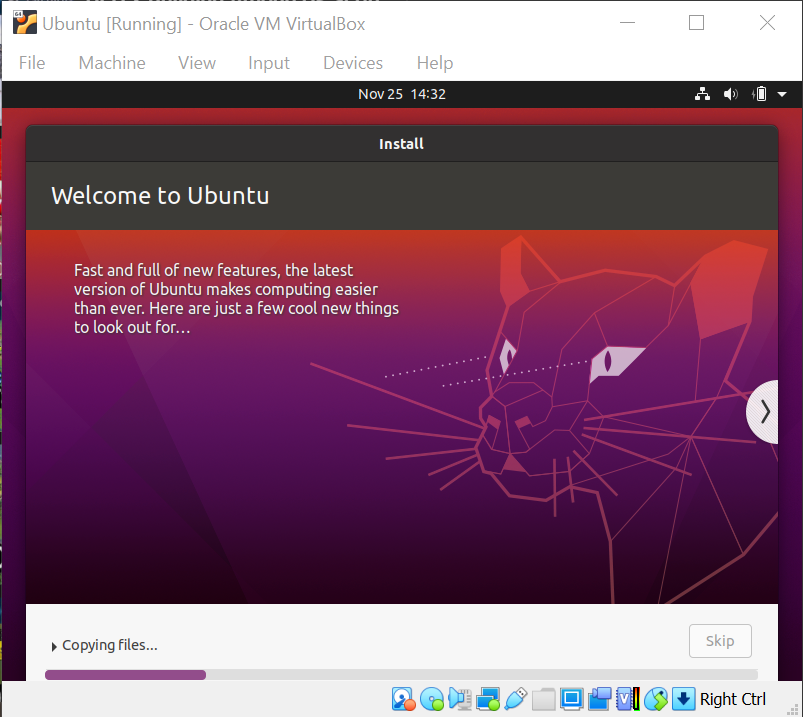 Ubuntu [Running] - Oracle VM VirtualBox
File Machine View Input Devices Help
Nov 25 14:32
Install
Welcome to Ubuntu
Fast and full of new features, the latest
version of Ubuntu makes computing easier
than ever. Here are just a few cool new things
to look out for...
Copying files...
Skip
Right Ctrl